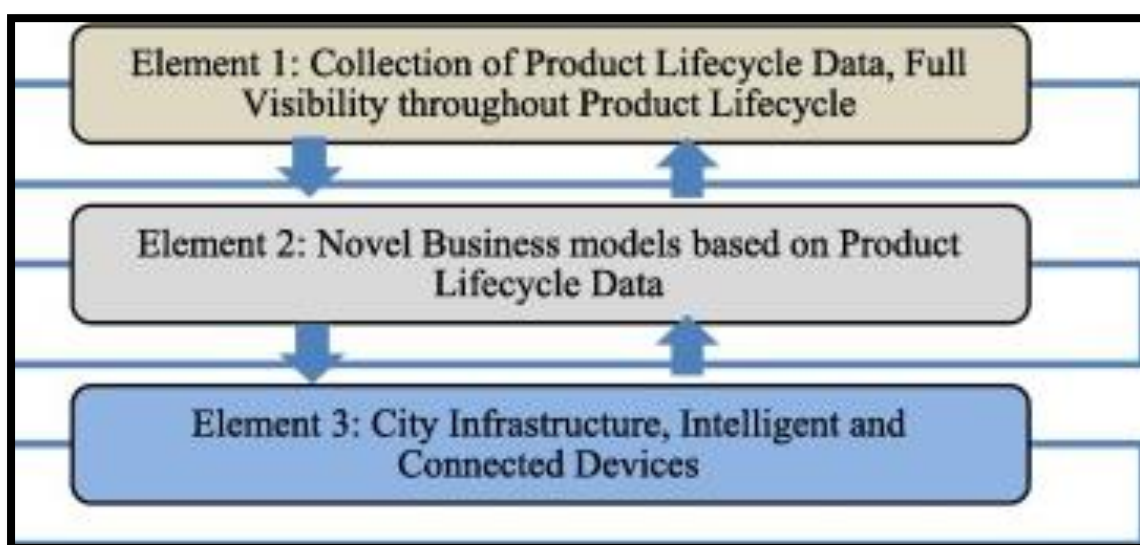 Element 1: Collection of Product Lifecycle Data, Full
Visibility throughout Product Lifecycle
Element 2: Novel Business models based on Product
Lifecycle Data
Element 3: City Infrastructure, Intelligent and
Connected Devices